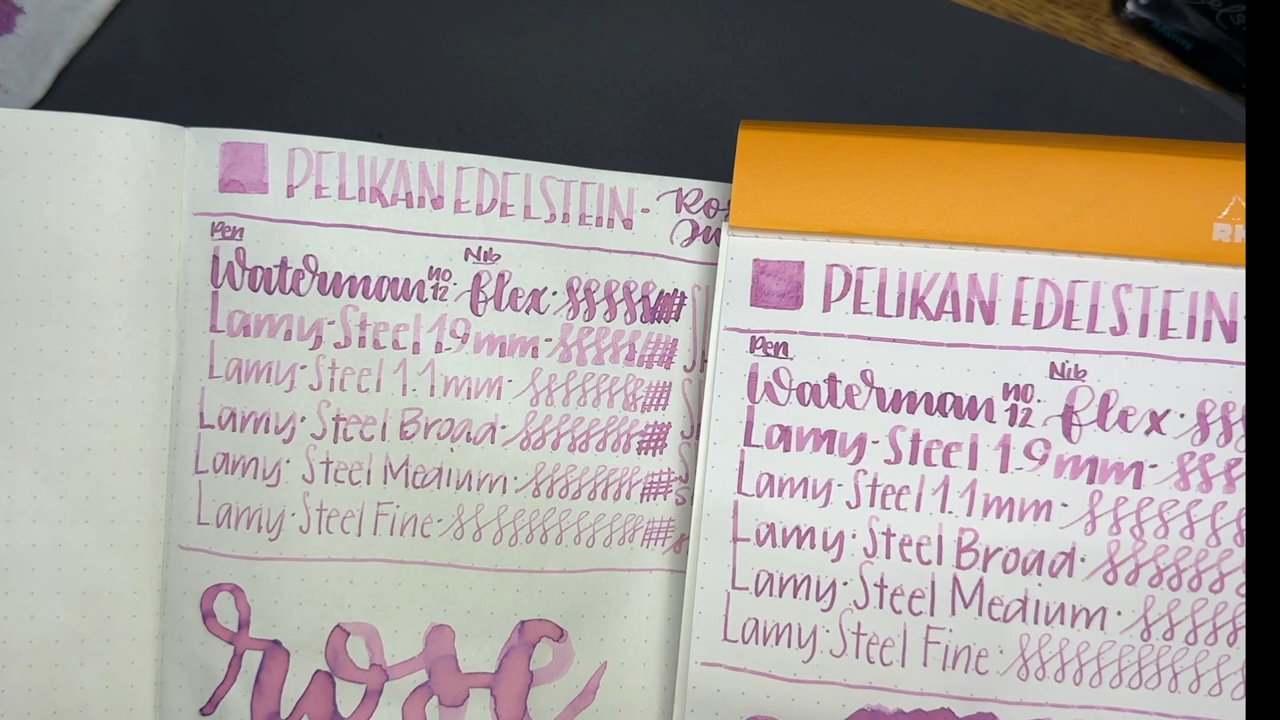 PELIKAN EDELSTEIN -
Pen Nib
Waterman no 12 flex
Lamy · Steel 1.9mm ·
Lamy · Steel 1.1mm ·
Lamy · Steel Broad ·
Lamy · Steel Medium ·
Lamy · Steel Fine ·
rose
PELIKAN EDELSTEIN
Pen Nib
Waterman no. 12 flex ·
Lamy · Steel 1.9mm ·
Lamy · Steel 1.1mm ·
Lamy · Steel Broad ·
Lamy · Steel Medium ·
Lamy · Steel Fine ·